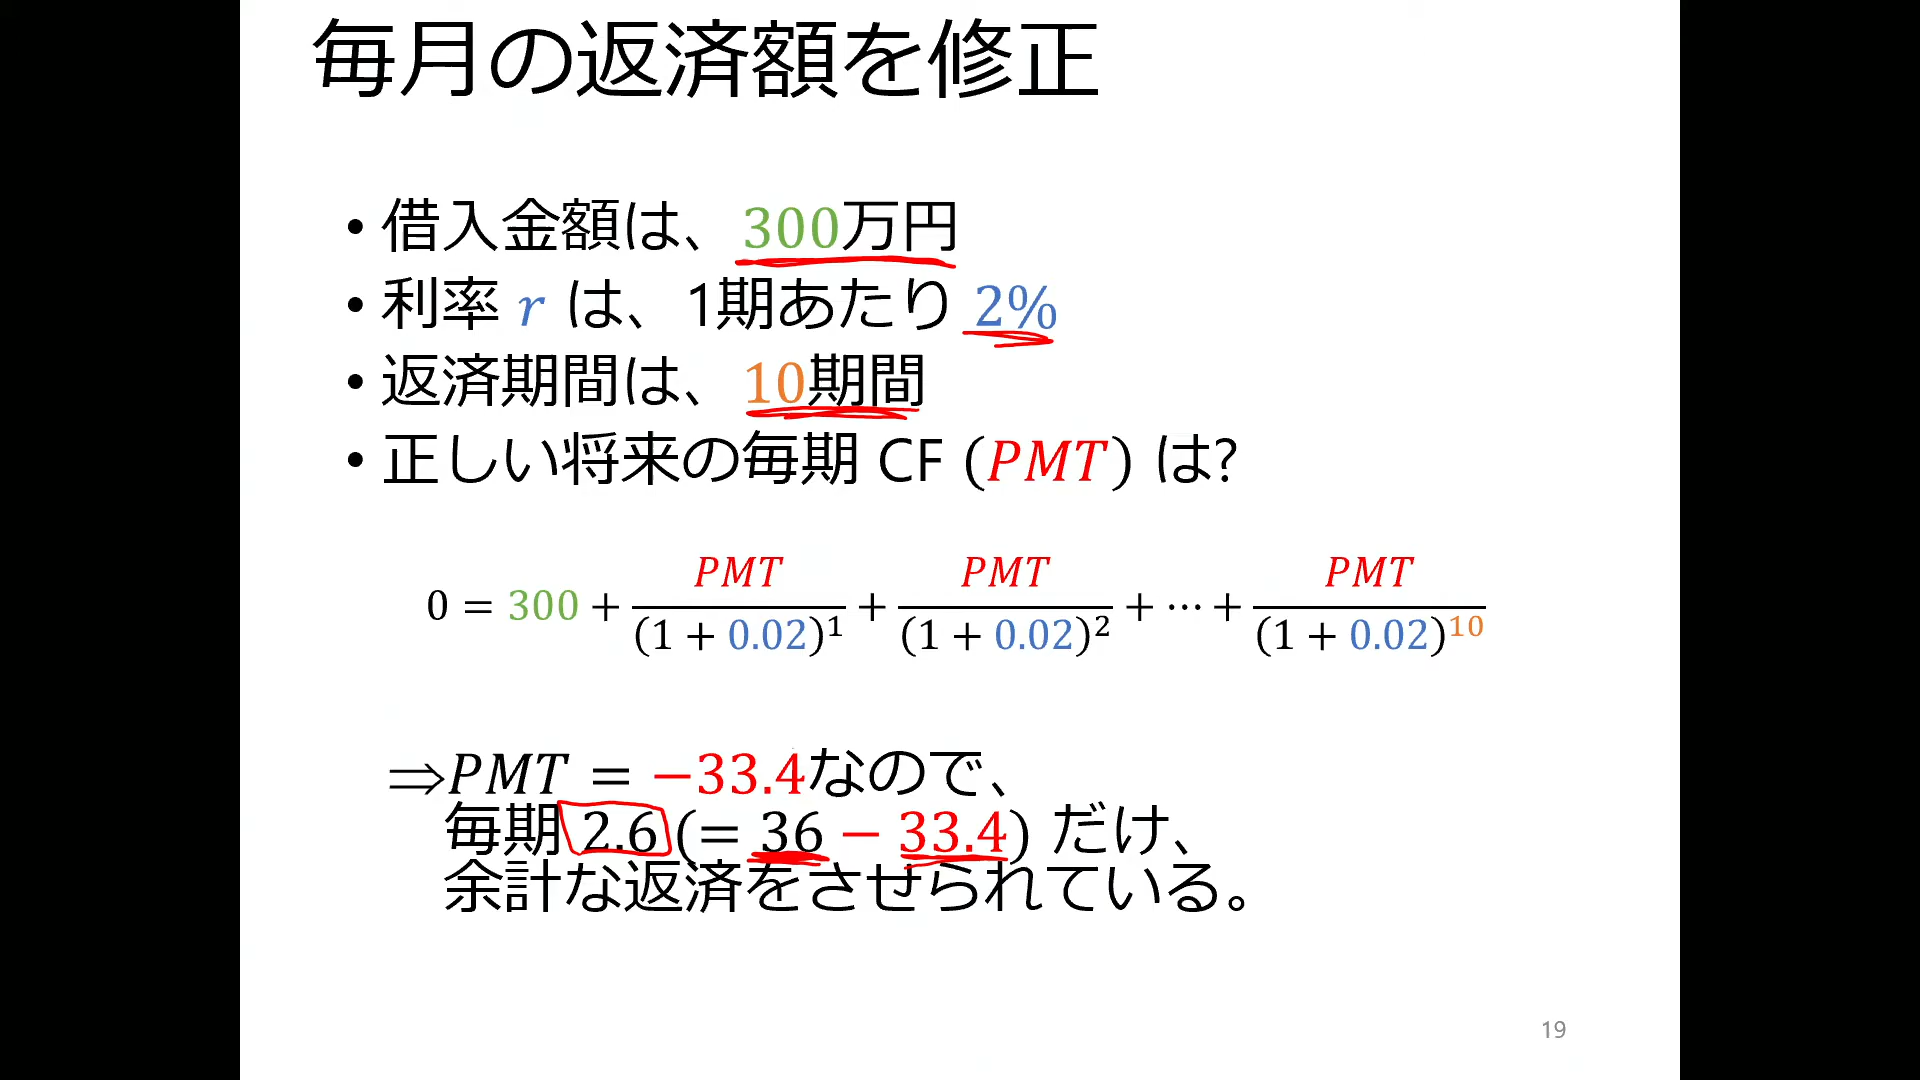 毎月の返済額を修正
• 借入金額は、300万円
• 利率 r は、1期あたり 2%
• 返済期間は、10期間
• 正しい将来の毎期 CF (PMT) は?
0 = 300 + PMT/(1 + 0.02)^1 + PMT/(1 + 0.02)^2 + ⋯ + PMT/(1 + 0.02)^10
⇒PMT = −33.4なので、
毎期 2.6 (= 36 − 33.4) だけ、
余計な返済をさせられている。
19